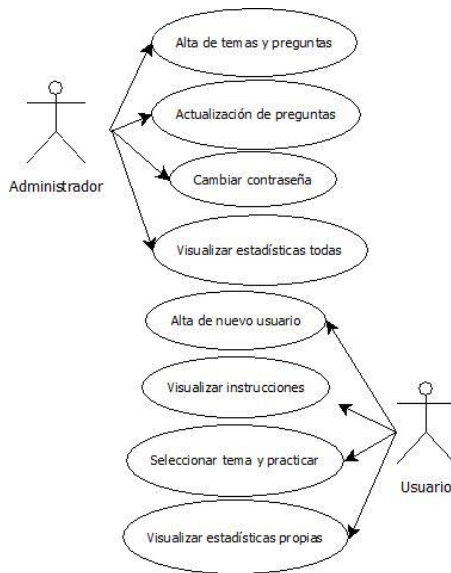 Alta de temas y preguntas
Actualización de preguntas
Cambiar contraseña
Administrador
Visualizar estadísticas todas
Alta de nuevo usuario
Visualizar instrucciones
Seleccionar tema y practicar
Usuario
Visualizar estadísticas propias